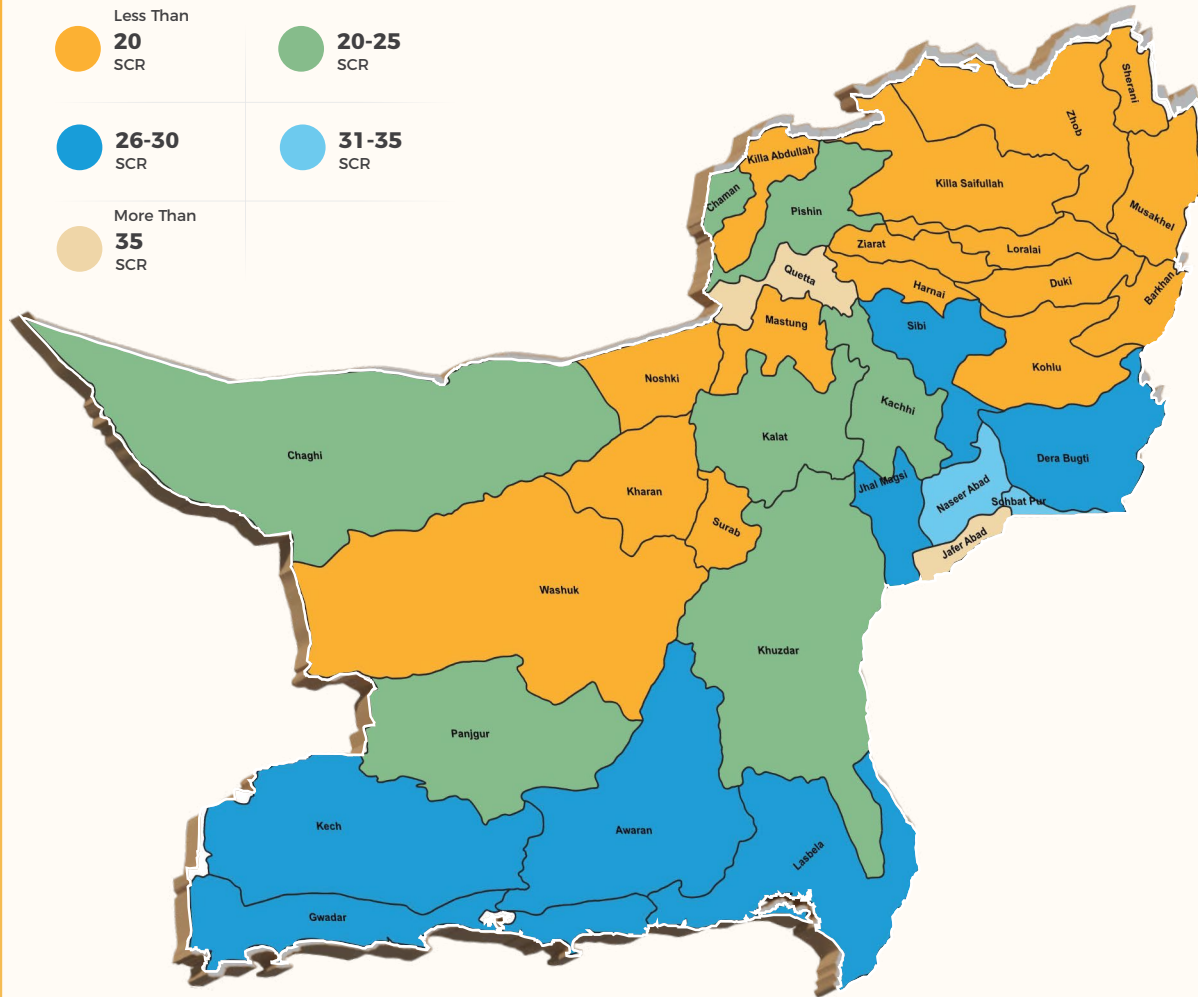 Less Than
20
SCR
20-25
SCR
26-30
SCR
31-35
SCR
More Than
35
SCR
Sherani
Zhob
Killa Abdullah
Killa Saifullah
Chaman
Pishin
Musakhel
Ziarat
Loralai
Quetta
Harnai
Duki
Barkhan
Mastung
Sibi
Kohlu
Noshki
Kachhi
Kalat
Chaghi
Dera Bugti
Jhal Magsi
Kharan
Naseer Abad
Sohbat Pur
Surab
Jafer Abad
Washuk
Khuzdar
Panjgur
Kech
Awaran
Lasbela
Gwadar